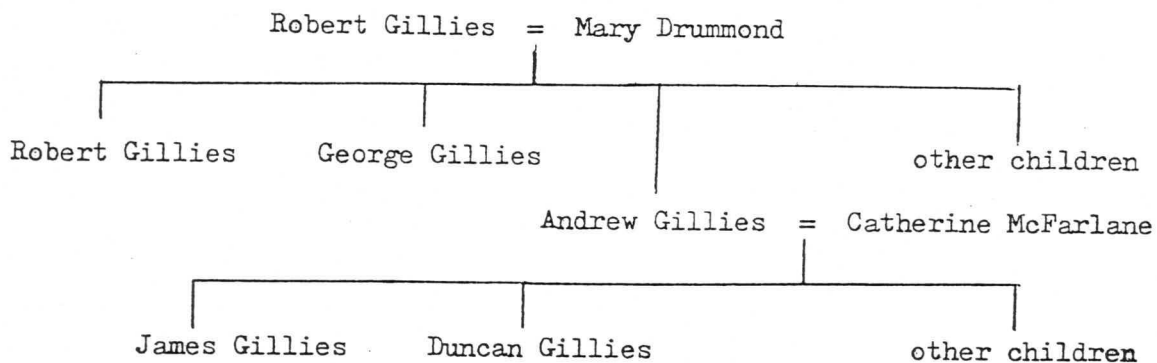 Robert Gillies = Mary Drummond
Robert Gillies George Gillies other children
Andrew Gillies = Catherine McFarlane
James Gillies Duncan Gillies other children